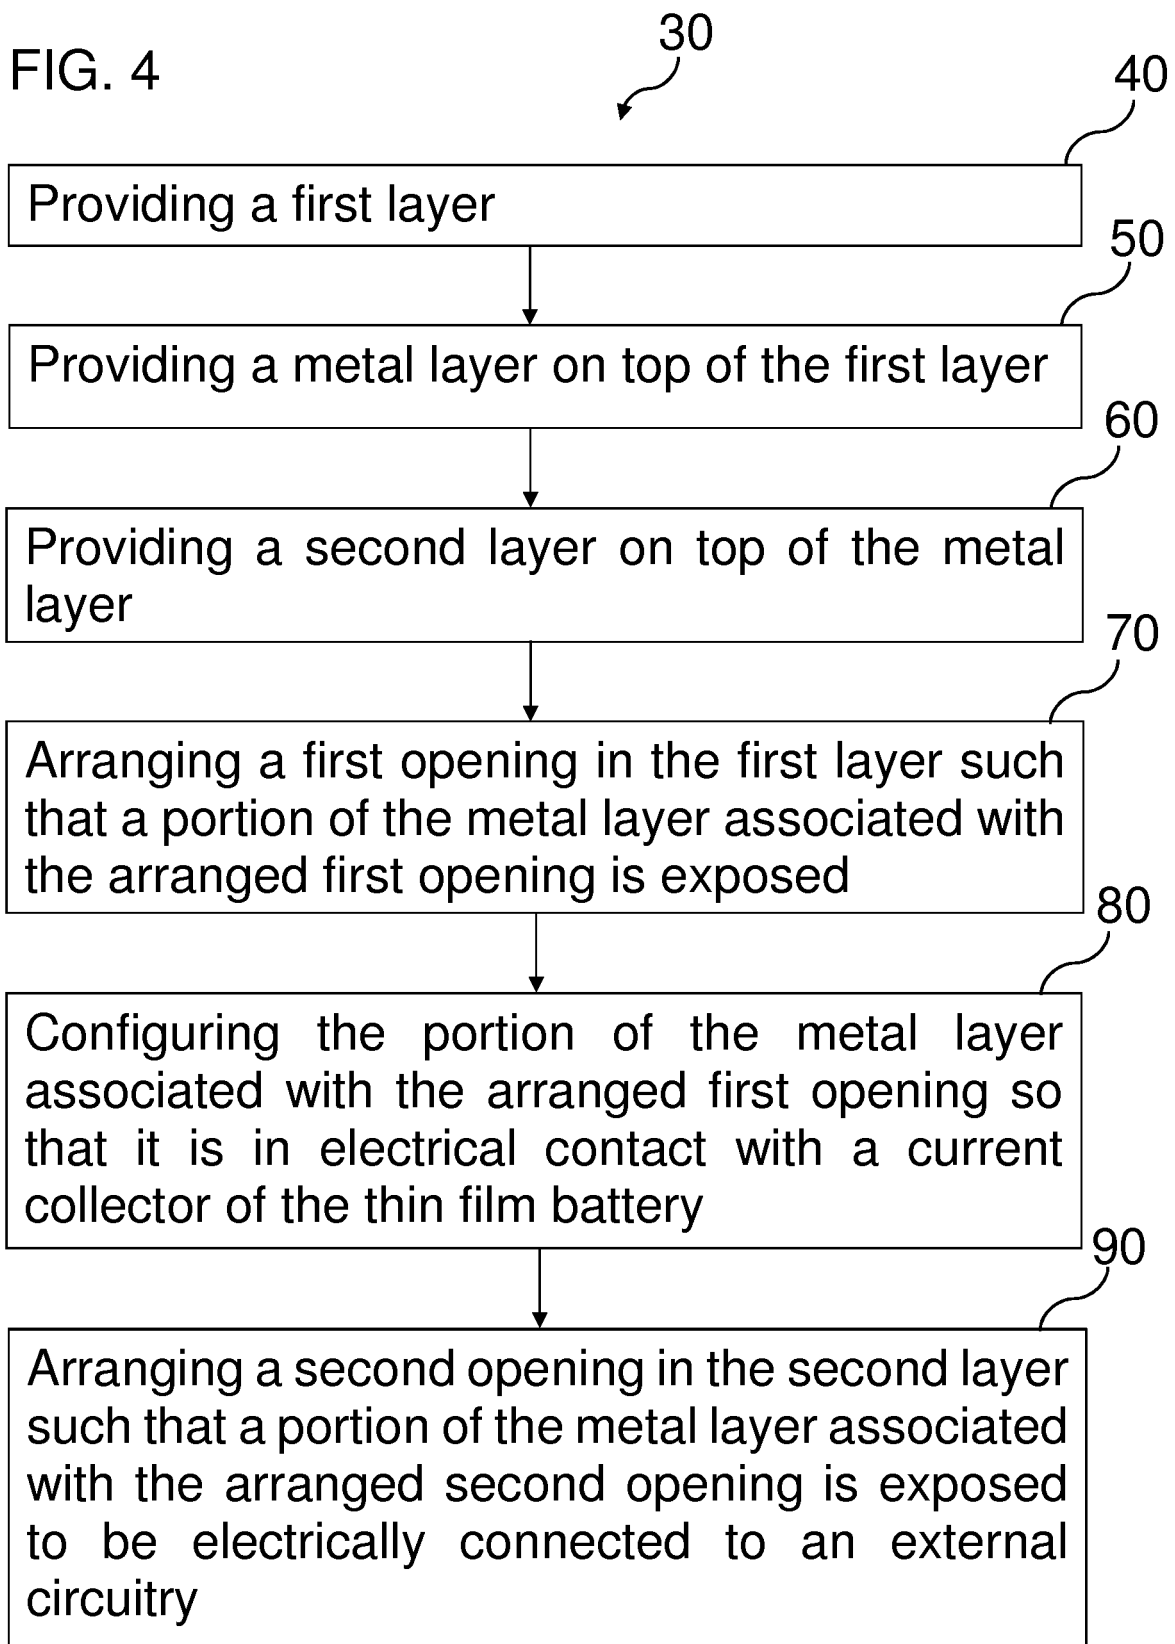 30
FIG. 4
40
Providing a first layer
50
Providing a metal layer on top of the first layer
60
Providing a second layer on top of the metal
layer
70
Arranging a first opening in the first layer such
that a portion of the metal layer associated with
the arranged first opening is exposed
80
Configuring the portion of the metal layer
associated with the arranged first opening so
that it is in electrical contact with a current
collector of the thin film battery
90
Arranging a second opening in the second layer
such that a portion of the metal layer associated
with the arranged second opening is exposed
to be electrically connected to an external
circuitry